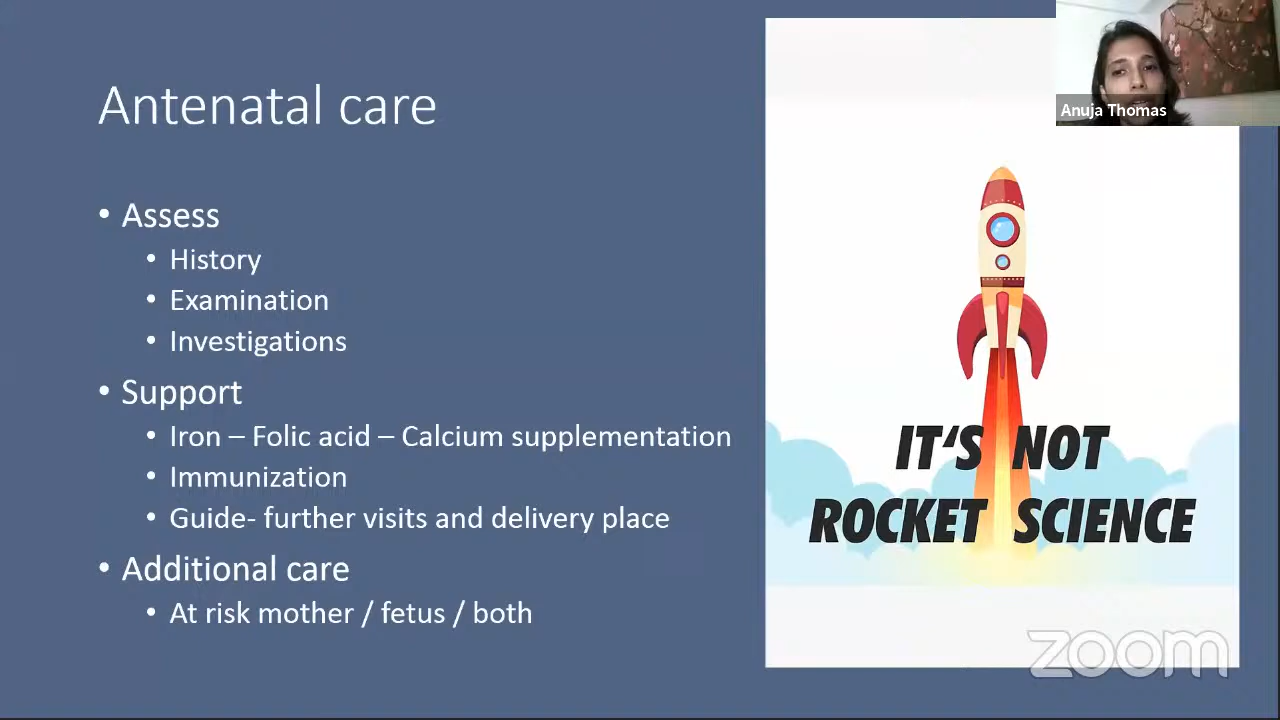 Antenatal care
• Assess
• History
• Examination
• Investigations
• Support
• Iron – Folic acid – Calcium supplementation
• Immunization
• Guide- further visits and delivery place
• Additional care
• At risk mother / fetus / both
Anuja Thomas
IT'S NOT
ROCKET SCIENCE
zoom